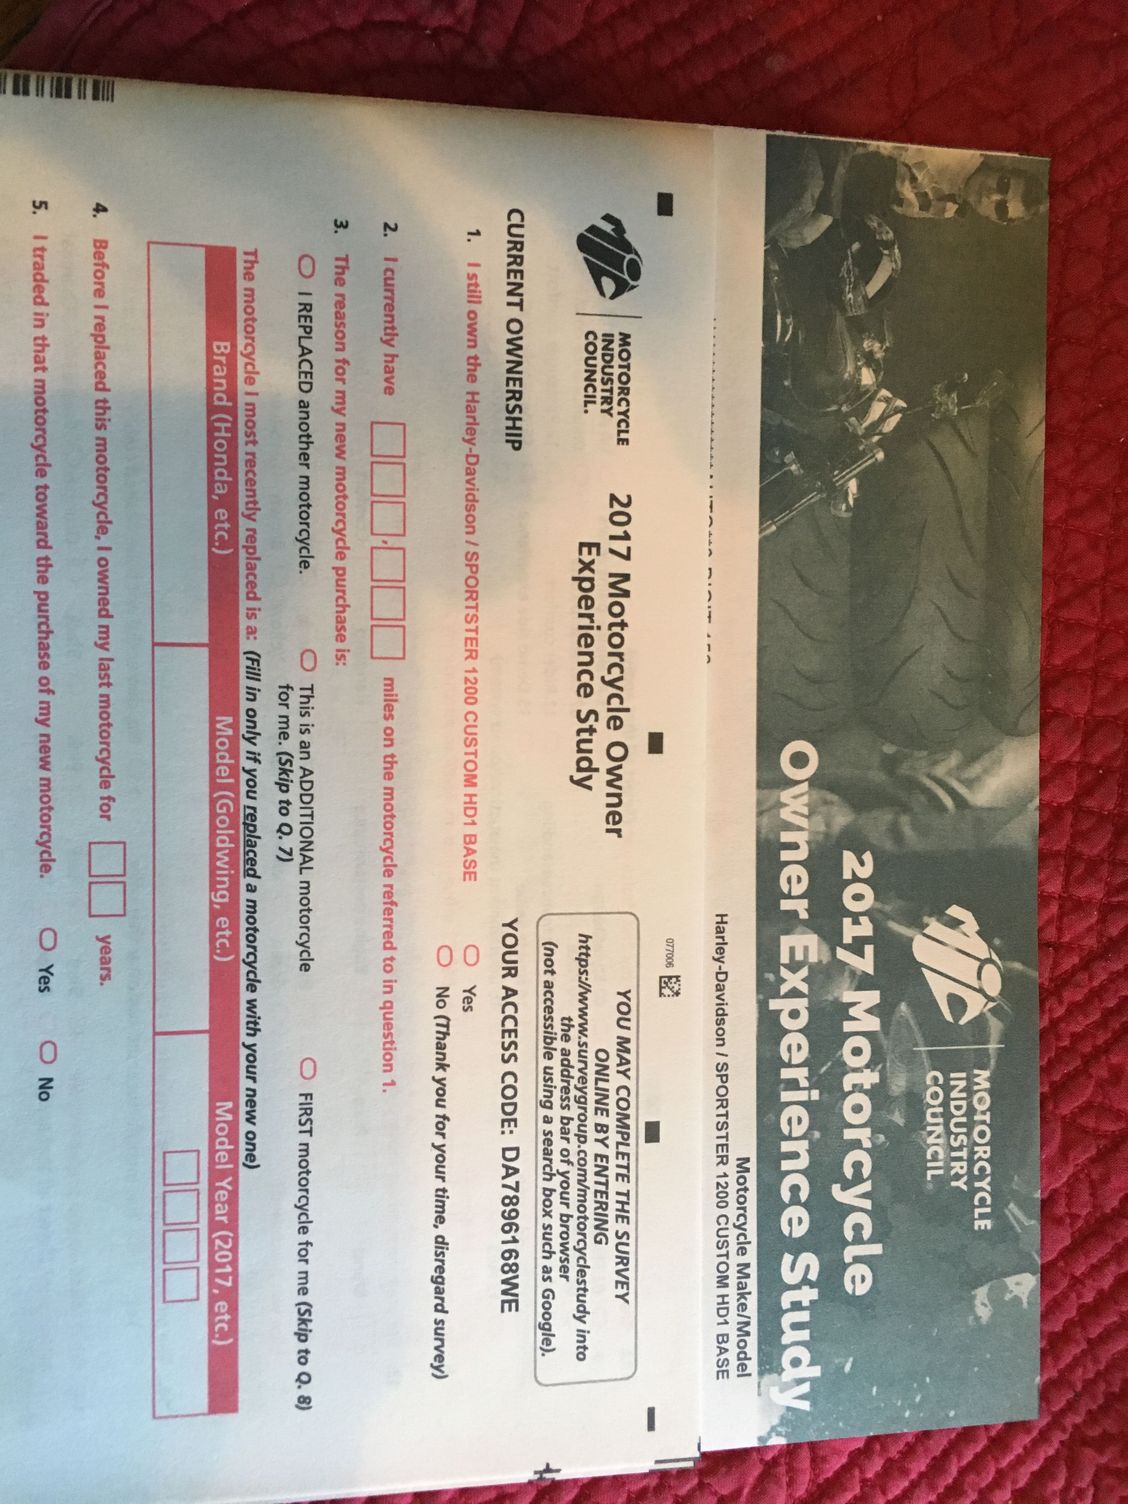 MOTORCYCLE
INDUSTRY
COUNCIL
2017 Motorcycle
Owner Experience Study
Motorcycle Make/Model
Harley-Davidson / SPORTSTER 1200 CUSTOM HD1 BASE
077006
MOTORCYCLE
INDUSTRY
COUNCIL.
2017 Motorcycle Owner
Experience Study
YOU MAY COMPLETE THE SURVEY
ONLINE BY ENTERING
https://www.surveygroup.com/motorcyclestudy into
the address bar of your browser
(not accessible using a search box such as Google).
CURRENT OWNERSHIP
YOUR ACCESS CODE: DA7896168WE
1. I still own the Harley-Davidson / SPORTSTER 1200 CUSTOM HD1 BASE
Yes
No (Thank you for your time, disregard survey)
2. I currently have , miles on the motorcycle referred to in question 1.
3. The reason for my new motorcycle purchase is:
I REPLACED another motorcycle.
This is an ADDITIONAL motorcycle
for me. (Skip to Q. 7)
FIRST motorcycle for me (Skip to Q. 8)
The motorcycle I most recently replaced is a: (Fill in only if you replaced a motorcycle with your new one)
Brand (Honda, etc.) Model (Goldwing, etc.) Model Year (2017, etc.)
4. Before I replaced this motorcycle, I owned my last motorcycle for years.
5. I traded in that motorcycle toward the purchase of my new motorcycle. Yes No